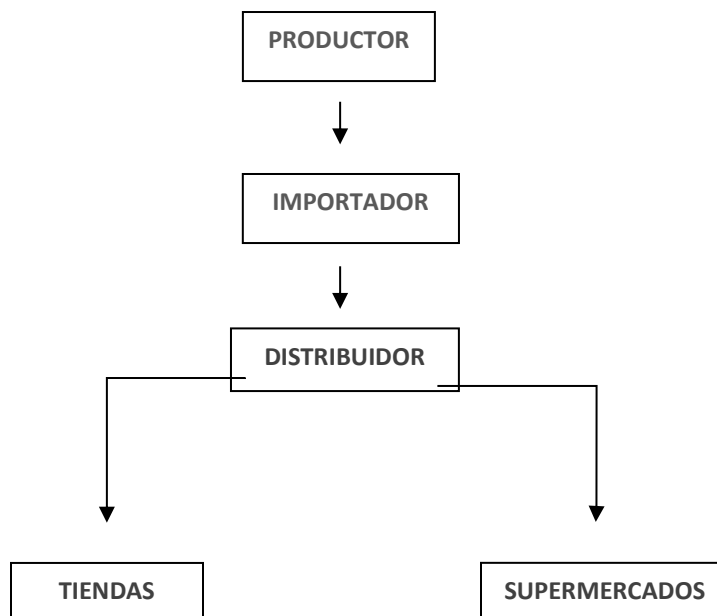 PRODUCTOR
IMPORTADOR
DISTRIBUIDOR
TIENDAS
SUPERMERCADOS